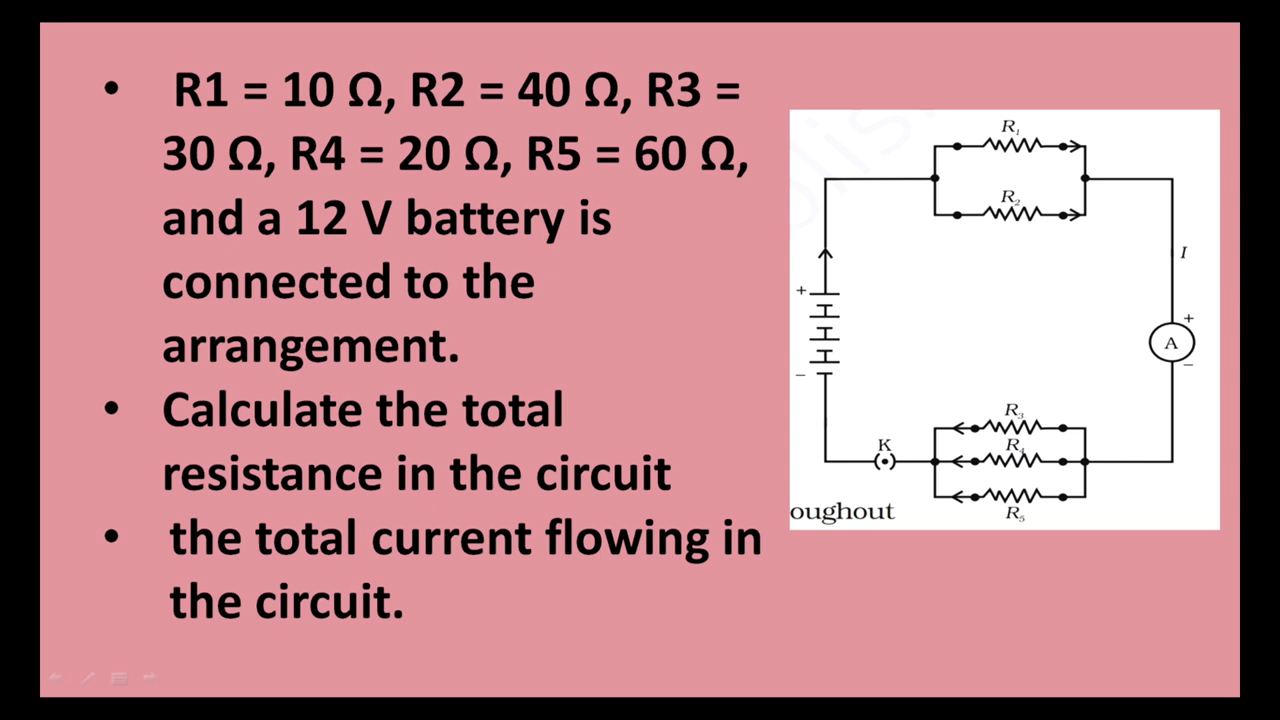 • R1 = 10 Ω, R2 = 40 Ω, R3 =
30 Ω, R4 = 20 Ω, R5 = 60 Ω,
and a 12 V battery is
connected to the
arrangement.
• Calculate the total
resistance in the circuit
• the total current flowing in
the circuit.
R₁
R₂
I
+
+
A
−
−
R₃
K
R₄
R₅
oughout